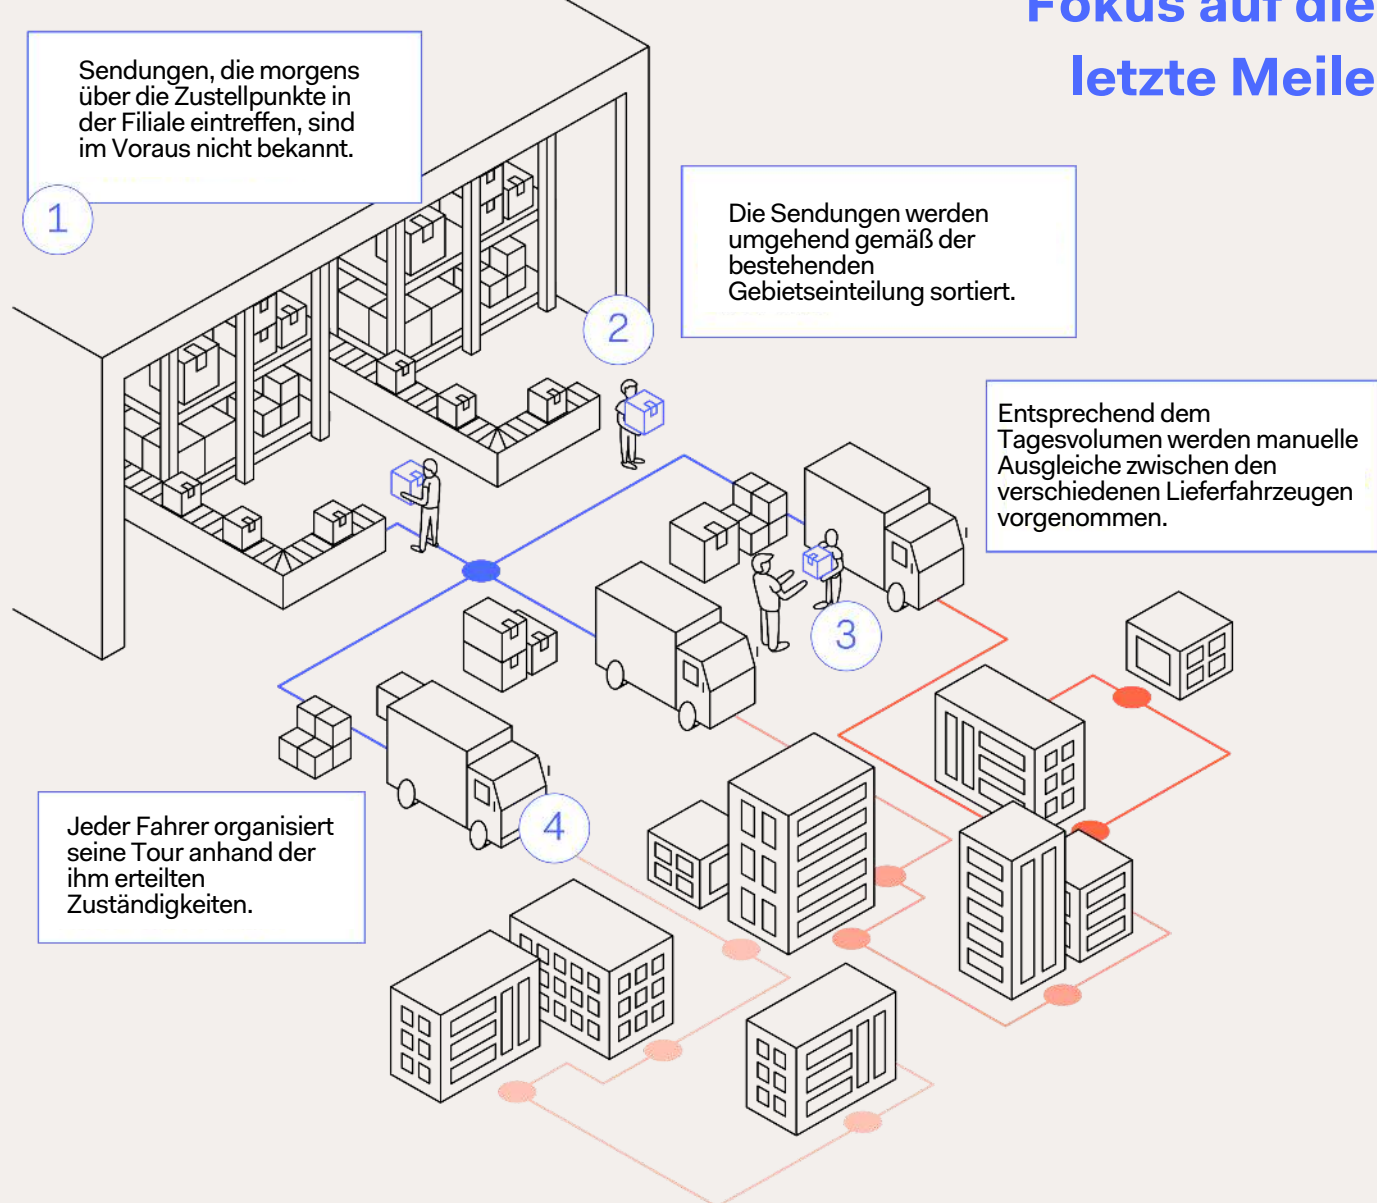 Fokus auf die
letzte Meile
Sendungen, die morgens
über die Zustellpunkte in
der Filiale eintreffen, sind
im Voraus nicht bekannt.
1
Die Sendungen werden
umgehend gemäß der
bestehenden
Gebietseinteilung sortiert.
2
Entsprechend dem
Tagesvolumen werden manuelle
Ausgleiche zwischen den
verschiedenen Lieferfahrzeugen
vorgenommen.
3
Jeder Fahrer organisiert
seine Tour anhand der
ihm erteilten
Zuständigkeiten.
4